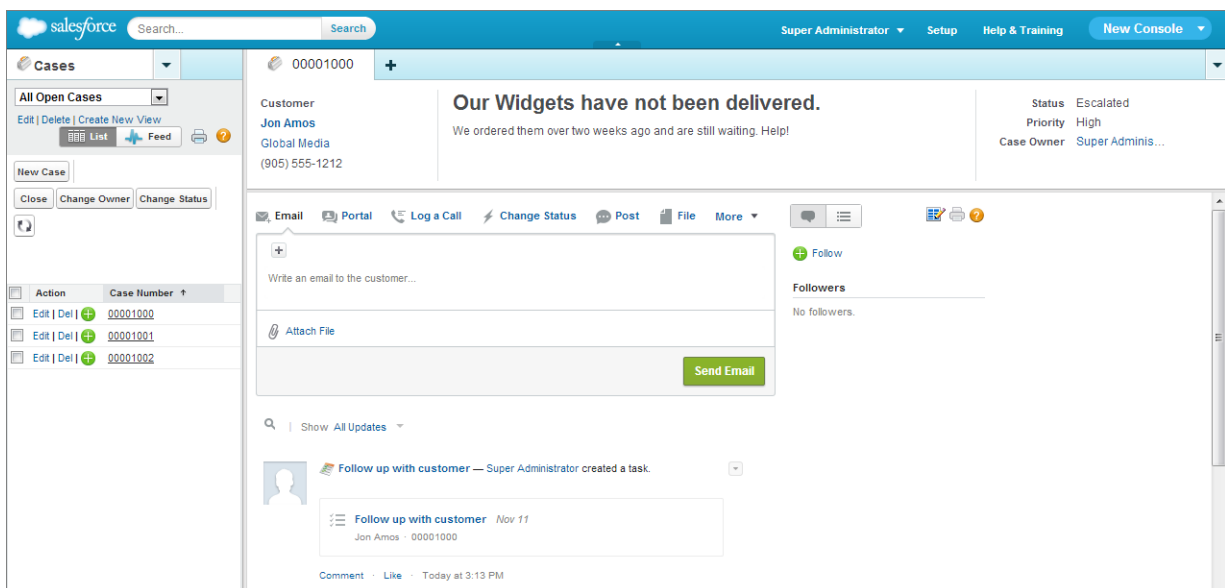 salesforce Search... Search Super Administrator Setup Help & Training New Console
Cases
00001000
All Open Cases
Edit | Delete | Create New View
List Feed
New Case
Close Change Owner Change Status
Action Case Number
Edit | Del | 00001000
Edit | Del | 00001001
Edit | Del | 00001002
Customer
Jon Amos
Global Media
(905) 555-1212
Our Widgets have not been delivered.
We ordered them over two weeks ago and are still waiting. Help!
Status Escalated
Priority High
Case Owner Super Adminis...
Email Portal Log a Call Change Status Post File More
Write an email to the customer...
Attach File
Send Email
Follow
Followers
No followers.
Show All Updates
Follow up with customer — Super Administrator created a task.
Follow up with customer Nov 11
Jon Amos · 00001000
Comment · Like · Today at 3:13 PM